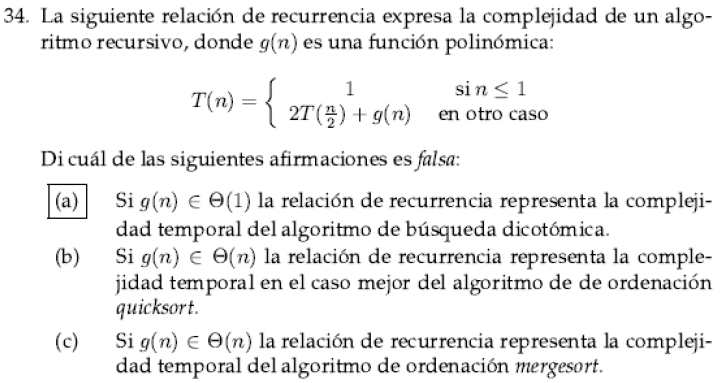 34. La siguiente relación de recurrencia expresa la complejidad de un algo-
ritmo recursivo, donde g(n) es una función polinómica:
T(n) = { 1 si n ≤ 1
2T(n/2) + g(n) en otro caso
Di cuál de las siguientes afirmaciones es falsa:
(a) Si g(n) ∈ Θ(1) la relación de recurrencia representa la compleji-
dad temporal del algoritmo de búsqueda dicotómica.
(b) Si g(n) ∈ Θ(n) la relación de recurrencia representa la comple-
jidad temporal en el caso mejor del algoritmo de de ordenación
quicksort.
(c) Si g(n) ∈ Θ(n) la relación de recurrencia representa la compleji-
dad temporal del algoritmo de ordenación mergesort.